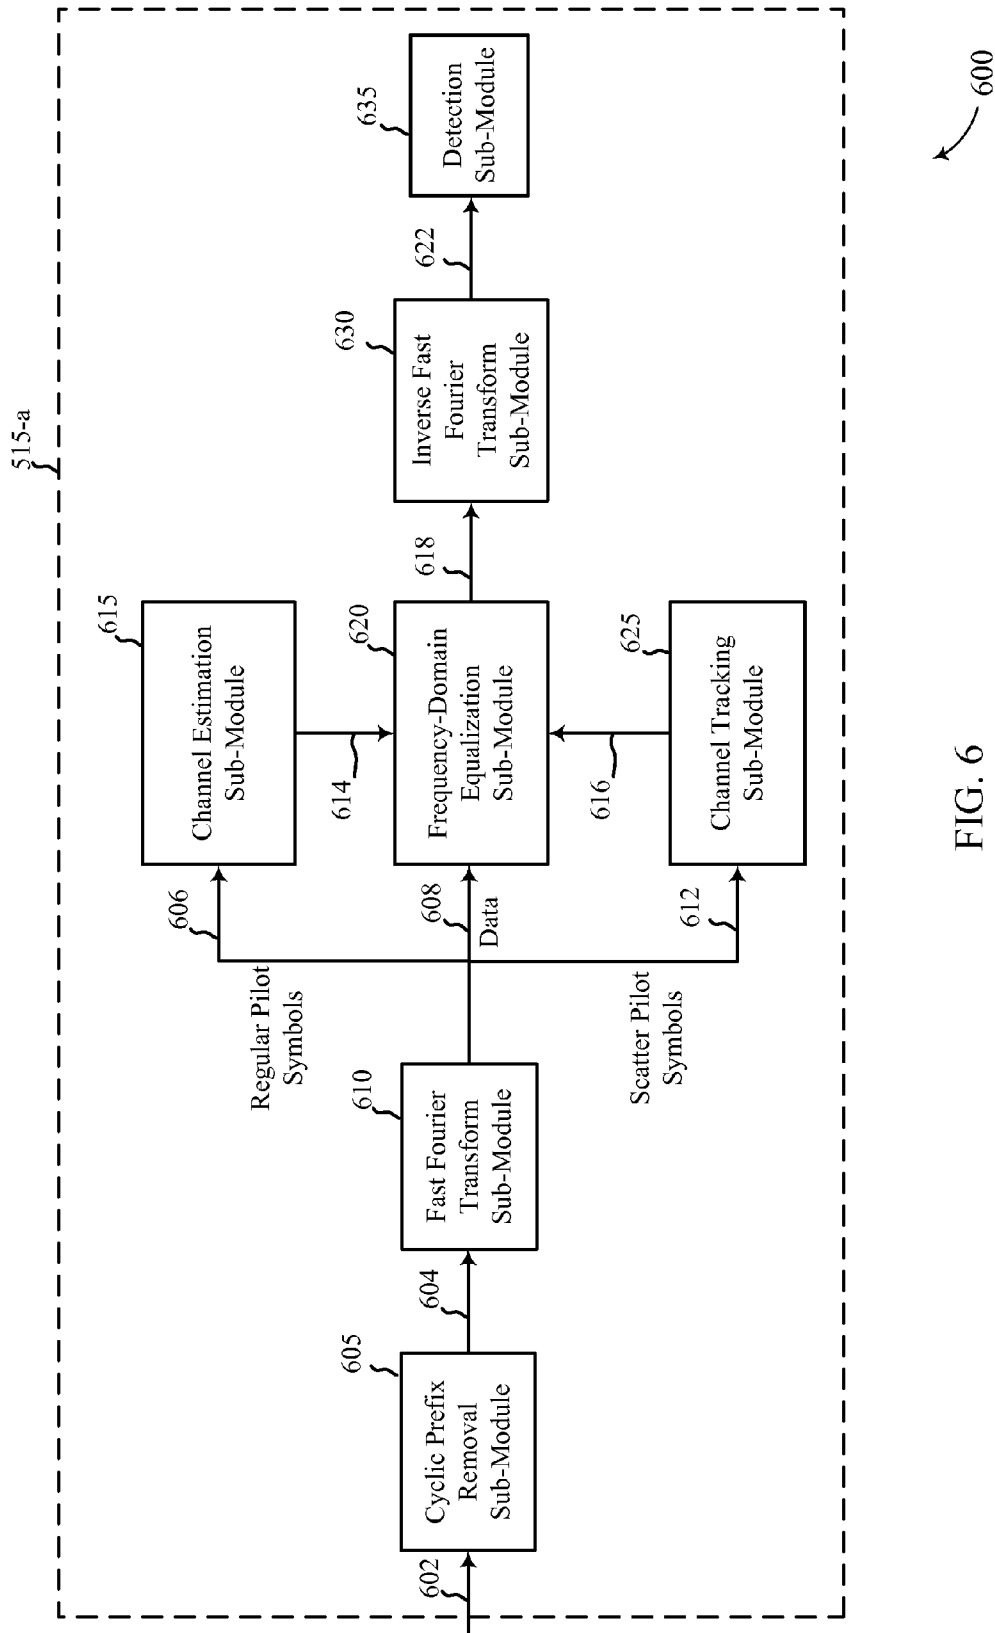 515-a
602
605
Cyclic Prefix
Removal
Sub-Module
604
610
Fast Fourier
Transform
Sub-Module
Regular Pilot
Symbols
606
608
Data
Scatter Pilot
Symbols
612
615
Channel Estimation
Sub-Module
614
620
Frequency-Domain
Equalization
Sub-Module
616
625
Channel Tracking
Sub-Module
618
630
Inverse Fast
Fourier
Transform
Sub-Module
622
635
Detection
Sub-Module
600
FIG. 6